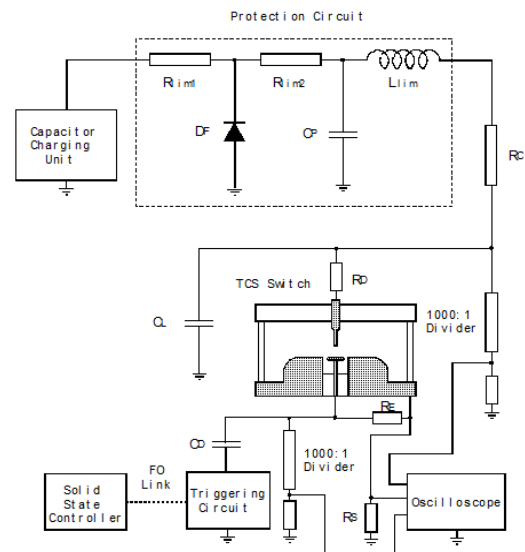 Protection Circuit
Rlim1
Rlim2
Llim
DF
CP
RC
Capacitor
Charging
Unit
RD
TCS Switch
CL
1000:1
Divider
RE
CD
FO
Link
1000:1
Divider
Solid
State
Controller
Triggering
Circuit
RS
Oscilloscope